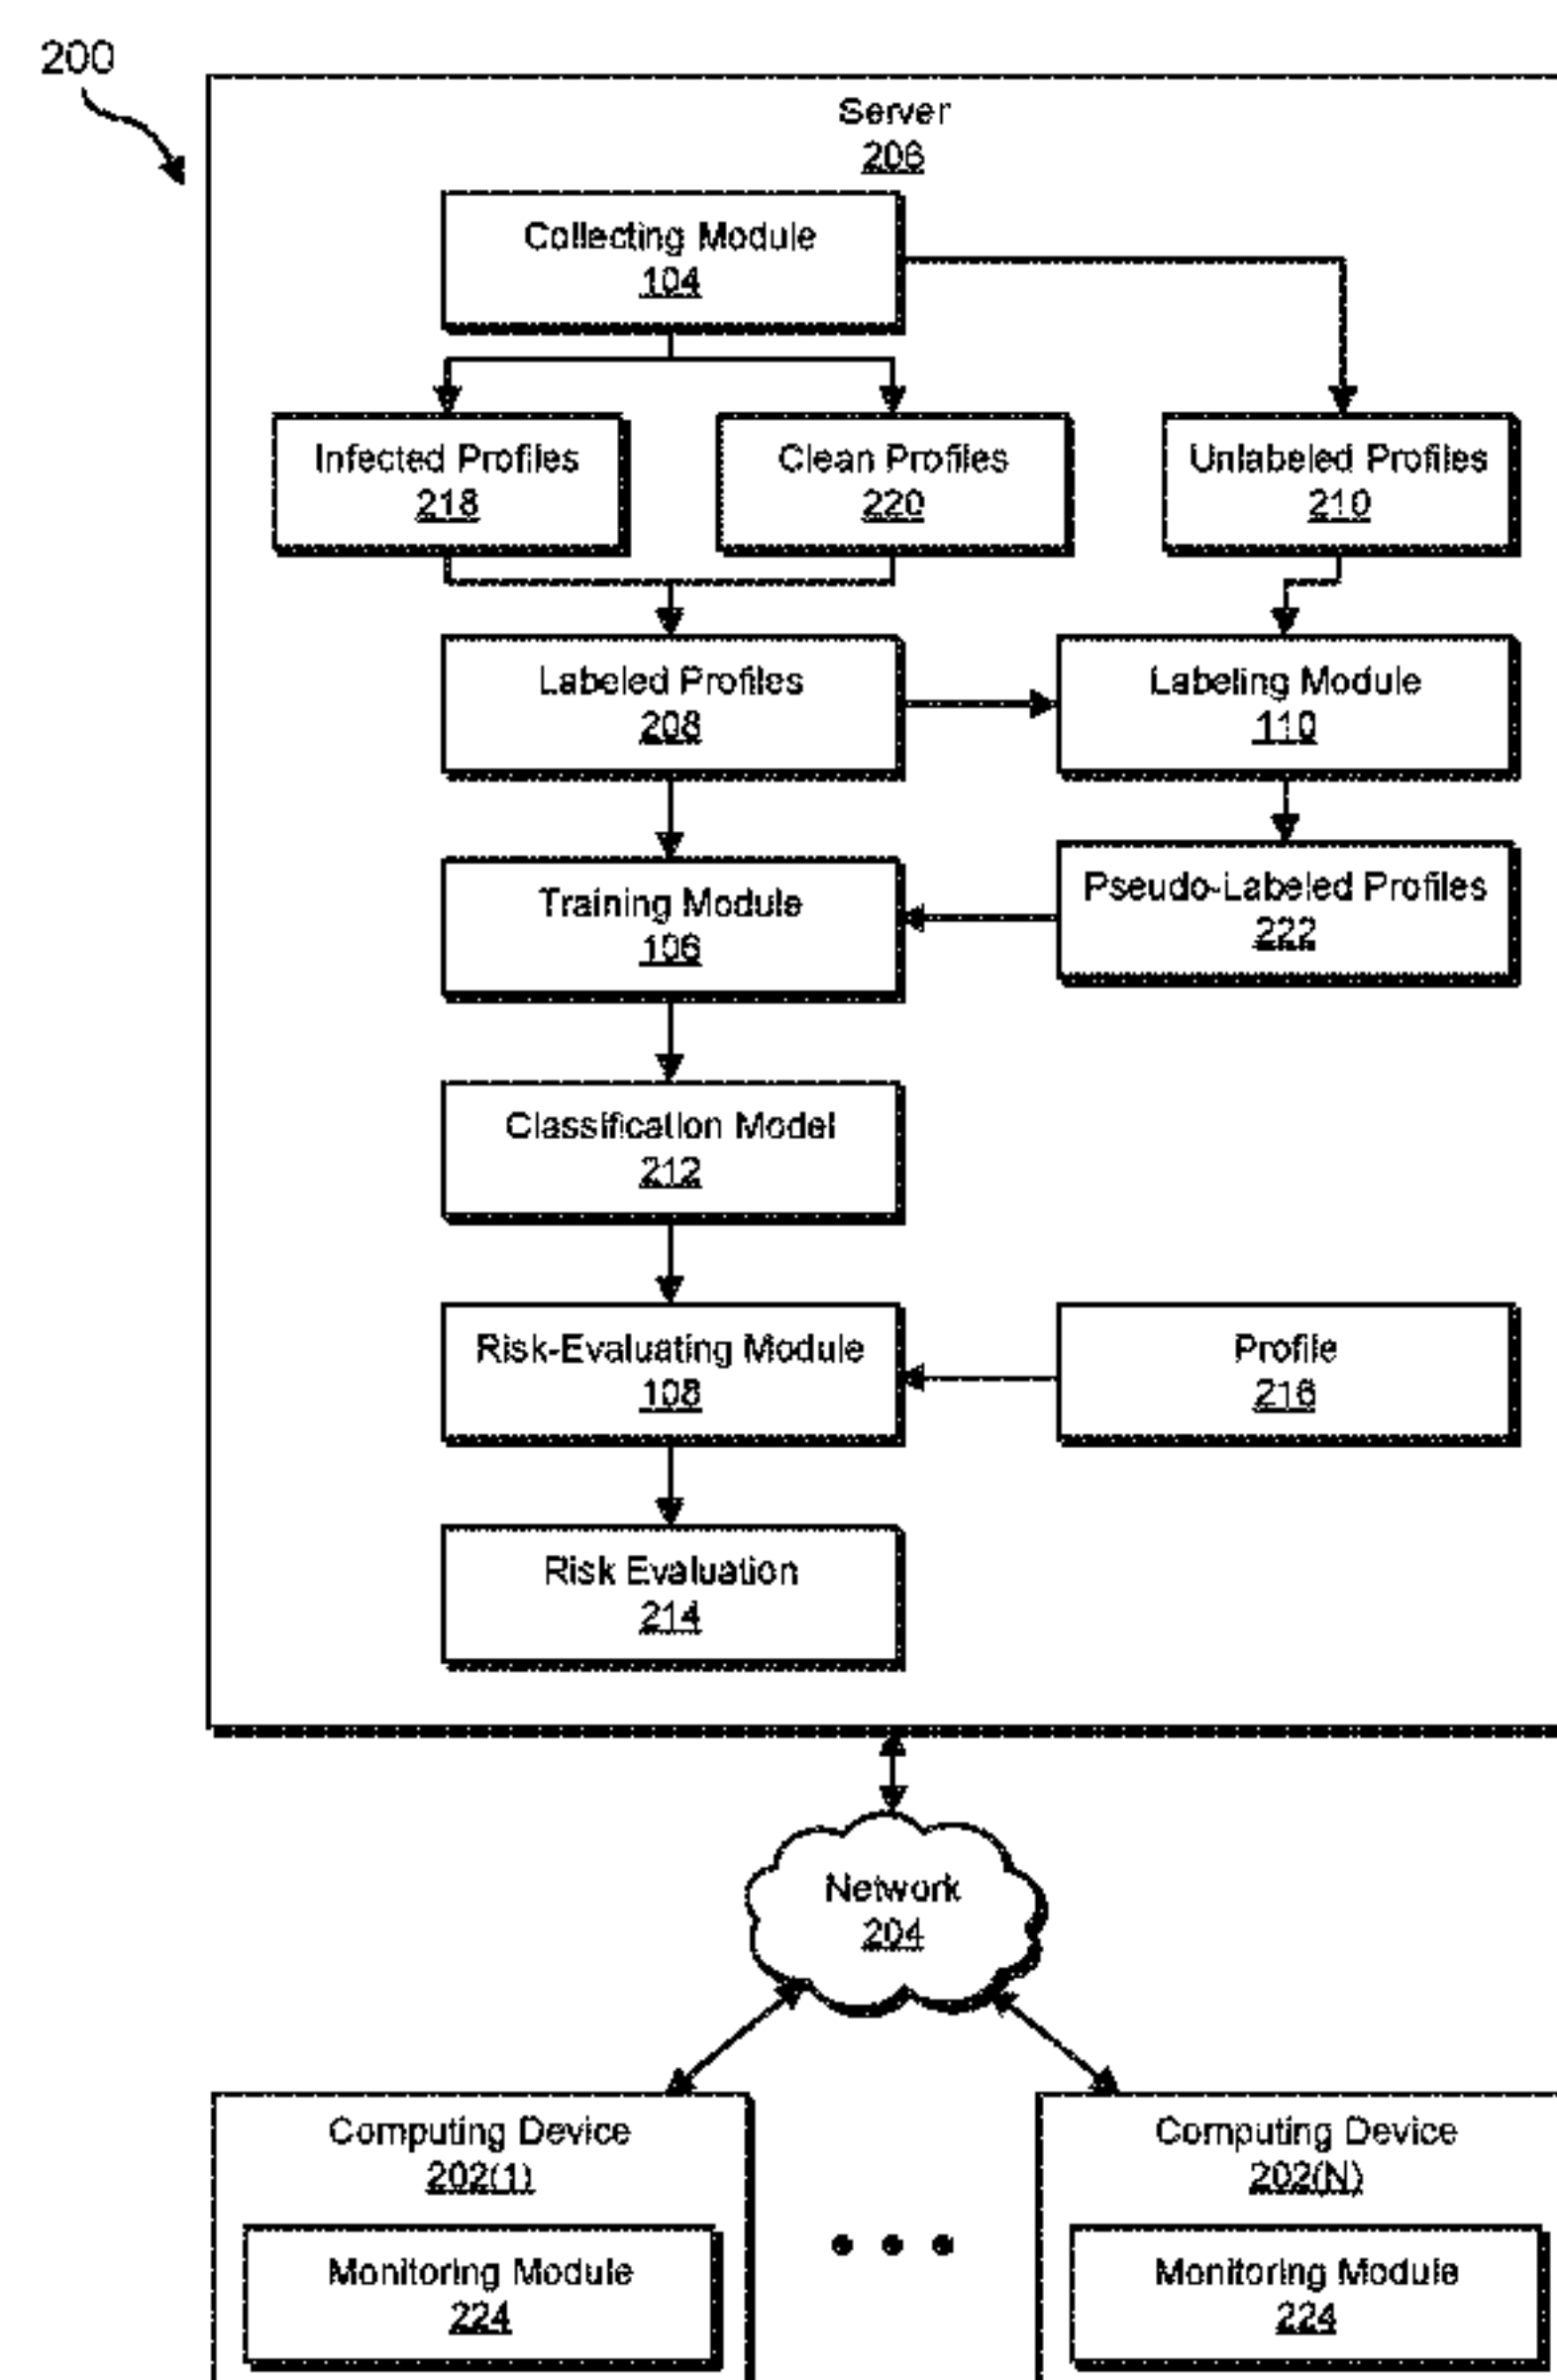 200
Server
206
Collecting Module
104
Infected Profiles
218
Clean Profiles
220
Unlabeled Profiles
210
Labeled Profiles
208
Labeling Module
110
Training Module
106
Pseudo-Labeled Profiles
222
Classification Model
212
Risk-Evaluating Module
108
Profile
216
Risk Evaluation
214
Network
204
Computing Device
202(1)
Monitoring Module
224
Computing Device
202(N)
Monitoring Module
224